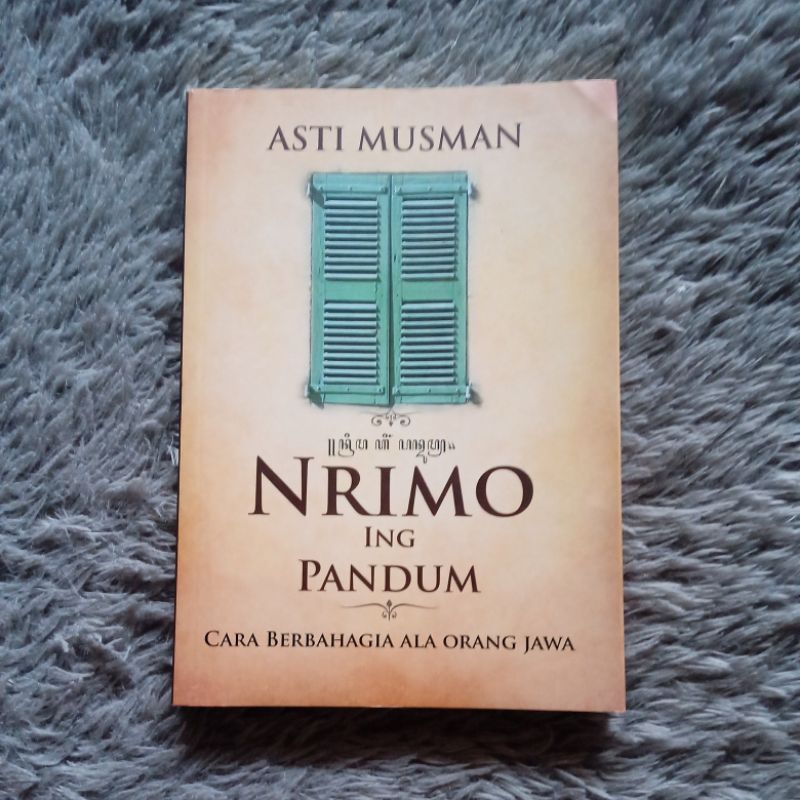 ASTI MUSMAN
NRIMO
ING
PANDUM
CARA BERBAHAGIA ALA ORANG JAWA